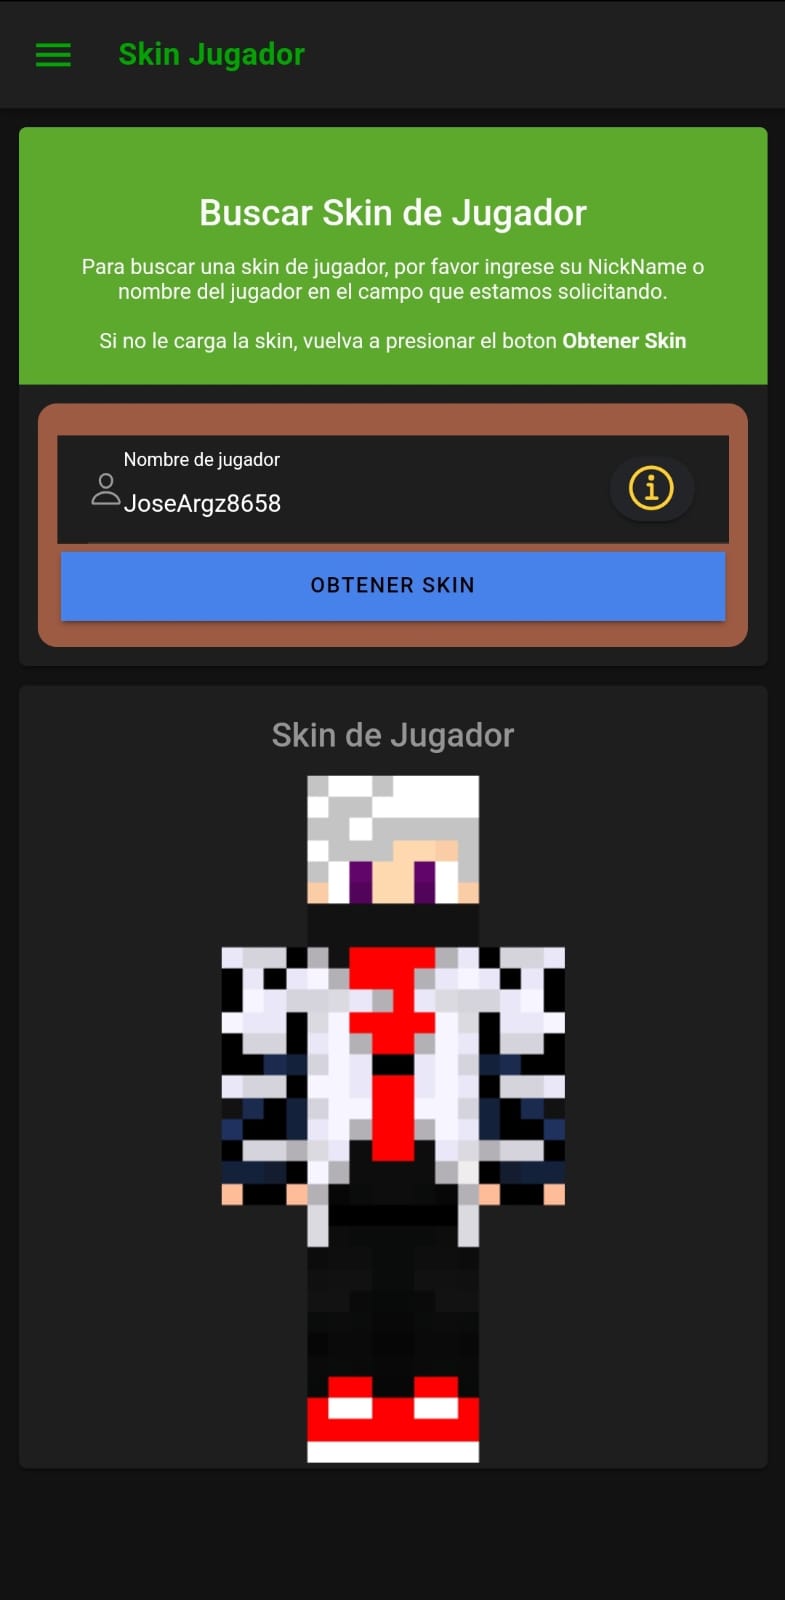 Skin Jugador
Buscar Skin de Jugador
Para buscar una skin de jugador, por favor ingrese su NickName o
nombre del jugador en el campo que estamos solicitando.
Si no le carga la skin, vuelva a presionar el boton Obtener Skin
Nombre de jugador
JoseArgz8658
OBTENER SKIN
Skin de Jugador